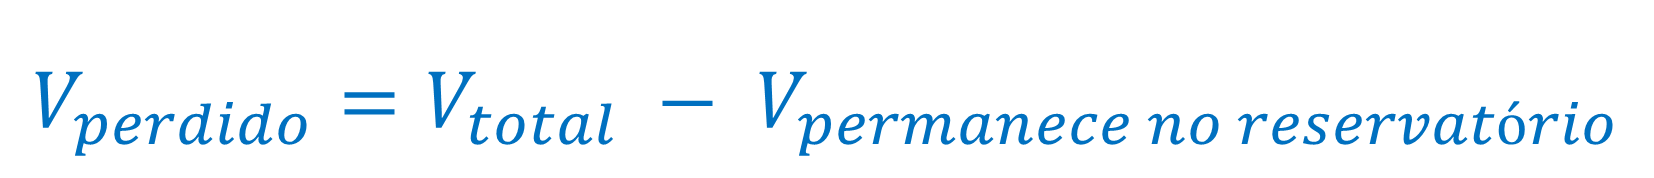 V_perdido = V_total − V_permanece no reservatório